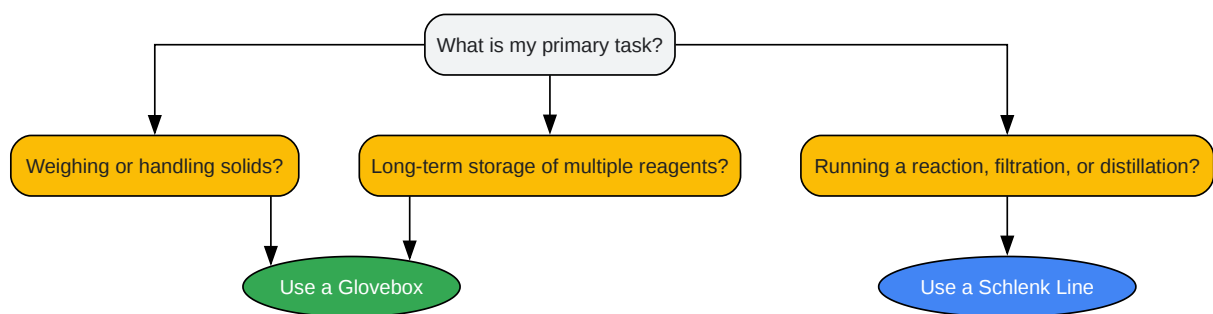 What is my primary task?
Weighing or handling solids?
Long-term storage of multiple reagents?
Running a reaction, filtration, or distillation?
Use a Glovebox
Use a Schlenk Line